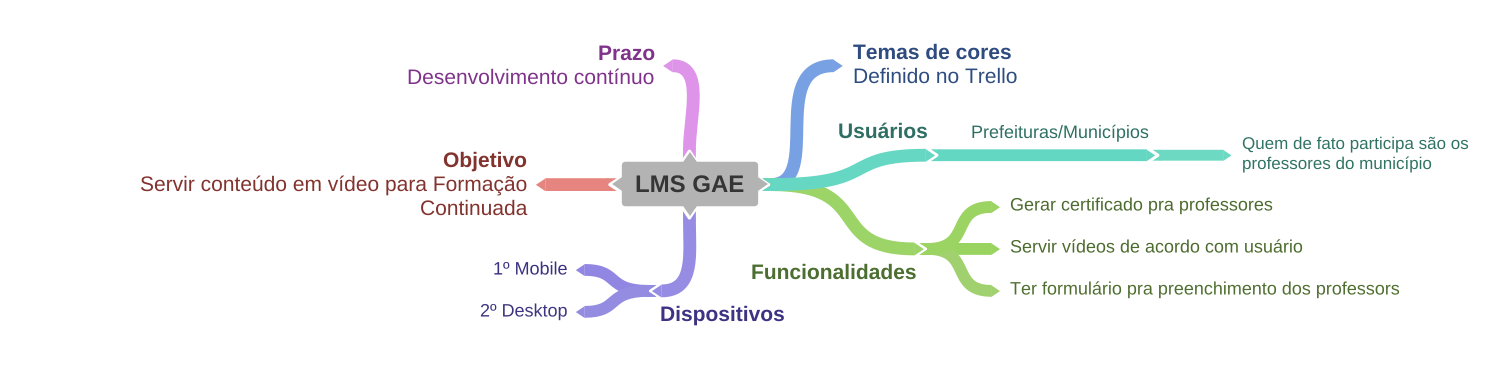 Prazo
Desenvolvimento contínuo
Objetivo
Servir conteúdo em vídeo para Formação
Continuada
LMS GAE
1º Mobile
2º Desktop
Dispositivos
Temas de cores
Definido no Trello
Usuários
Prefeituras/Municípios
Quem de fato participa são os
professores do município
Funcionalidades
Gerar certificado pra professores
Servir vídeos de acordo com usuário
Ter formulário pra preenchimento dos professors